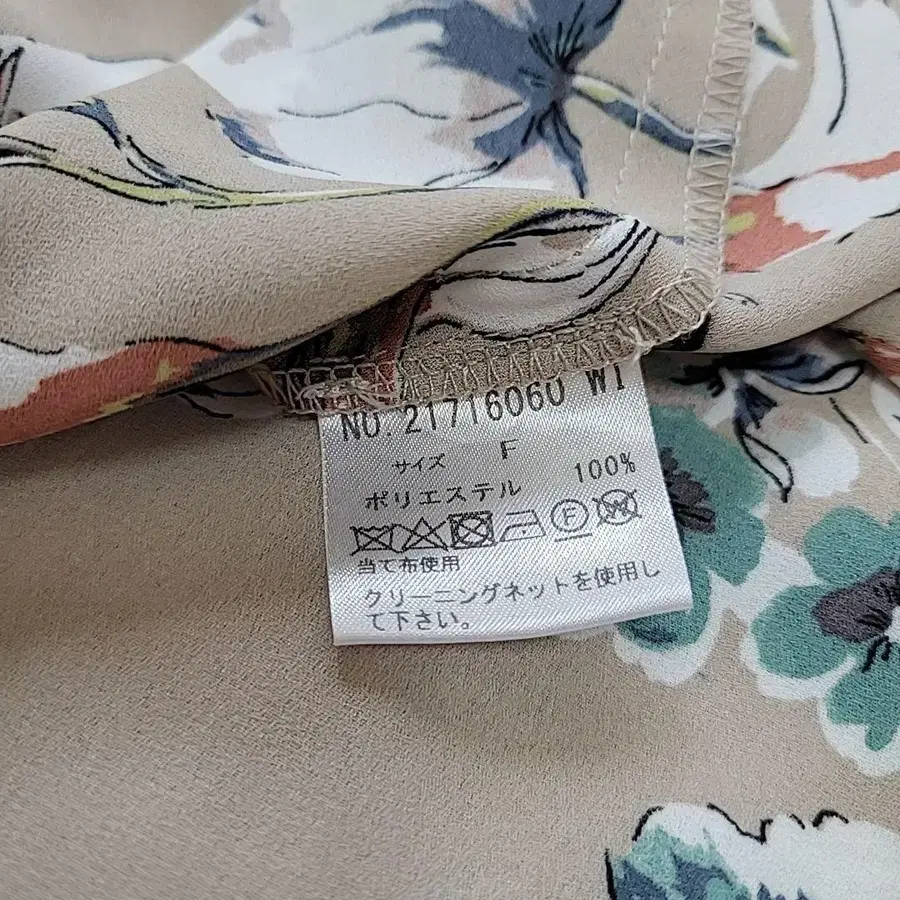 NO. 21716060 WI
サイズ F
ポリエステル 100%
F W
当て布使用
クリーニングネットを使用し
て下さい。